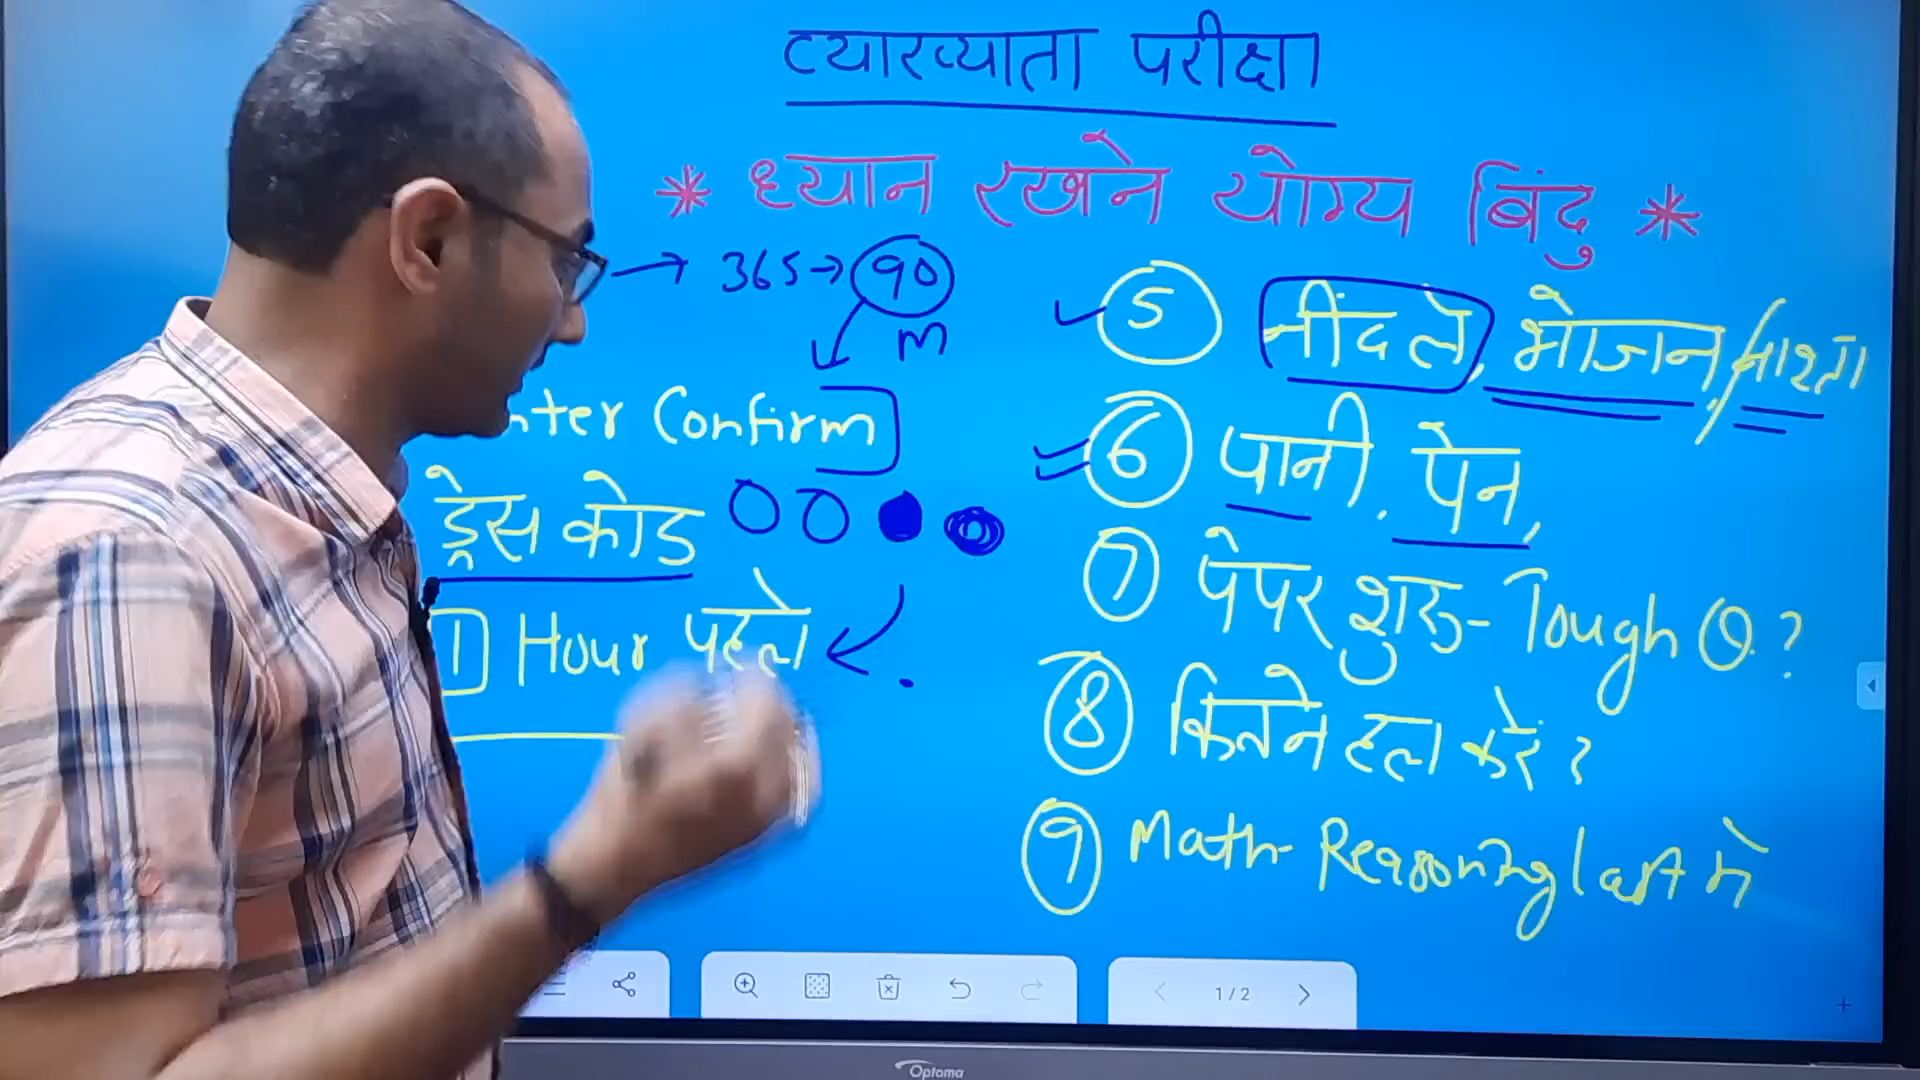 व्याख्याता परीक्षा
* ध्यान रखने योग्य बिंदु *
→ 365 → 90
m
Confirm
ड्रेस कोड
1 Hour पहले
5 नींद ले, भोजन, / नाश्ता
6 पानी, पेन,
7 पेपर शुरू - Tough Q ?
8 कितने हल करें ?
9 Math - Reasoning last में
1 / 2
Optoma